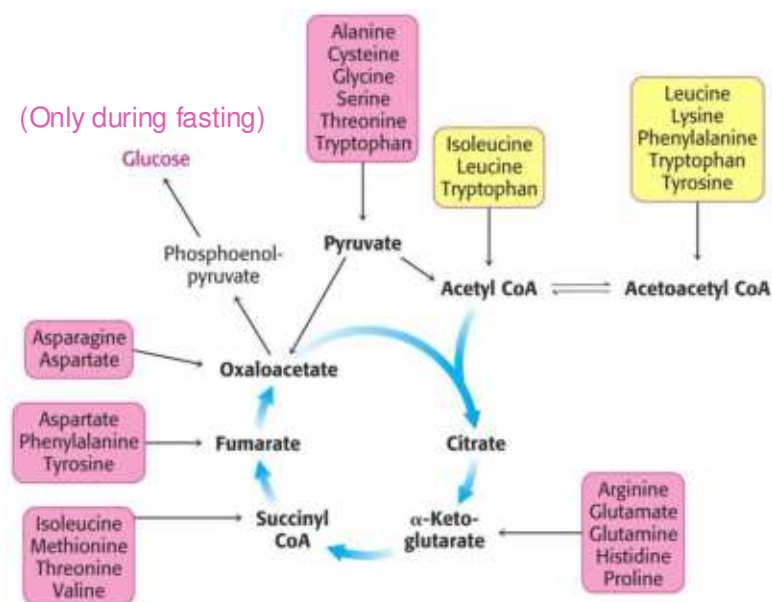 Alanine
Cysteine
Glycine
Serine
Threonine
Tryptophan
(Only during fasting)
Glucose
Isoleucine
Leucine
Tryptophan
Leucine
Lysine
Phenylalanine
Tryptophan
Tyrosine
Phosphoenol-
pyruvate
Pyruvate
Acetyl CoA
Acetoacetyl CoA
Asparagine
Aspartate
Oxaloacetate
Aspartate
Phenylalanine
Tyrosine
Fumarate
Citrate
Isoleucine
Methionine
Threonine
Valine
Succinyl
CoA
α-Keto-
glutarate
Arginine
Glutamate
Glutamine
Histidine
Proline